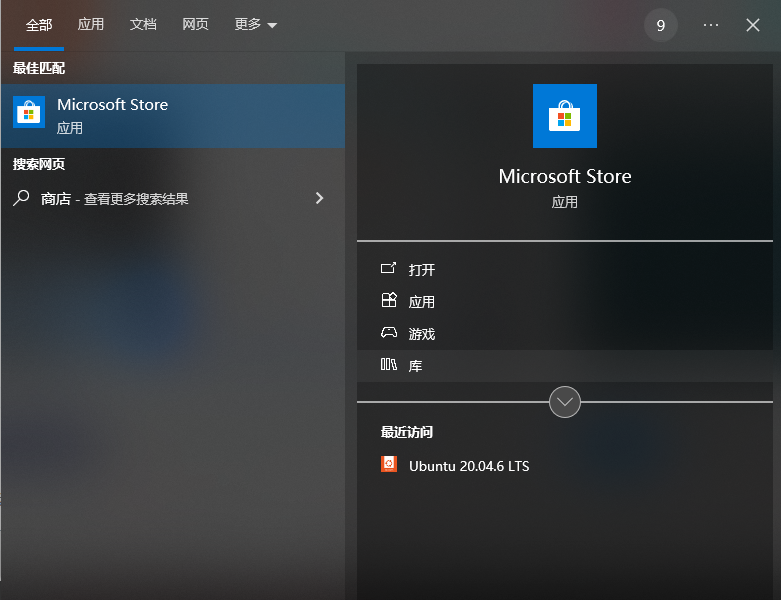 全部 应用 文档 网页 更多 9 ···
最佳匹配
Microsoft Store
应用
搜索网页
商店 - 查看更多搜索结果
Microsoft Store
应用
打开
应用
游戏
库
最近访问
Ubuntu 20.04.6 LTS